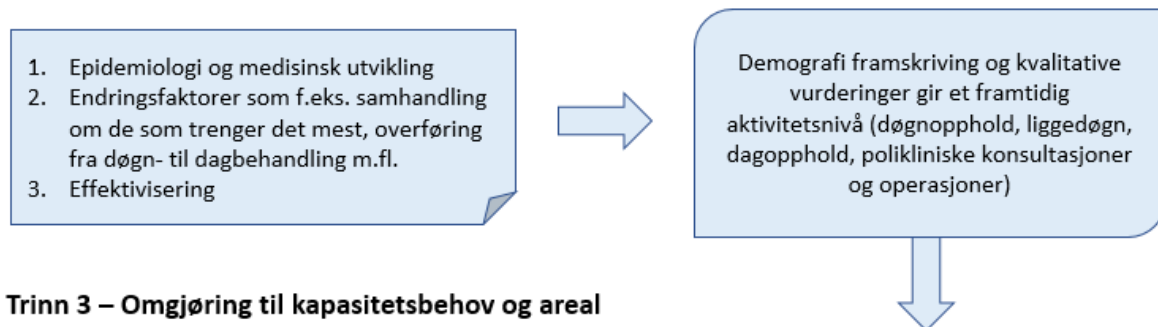 1. Epidemiologi og medisinsk utvikling
2. Endringsfaktorer som f.eks. samhandling
om de som trenger det mest, overføring
fra døgn- til dagbehandling m.fl.
3. Effektivisering
Demografi framskriving og kvalitative
vurderinger gir et framtidig
aktivitetsnivå (døgnopphold, liggedøgn,
dagopphold, polikliniske konsultasjoner
og operasjoner)
Trinn 3 – Omgjøring til kapasitetsbehov og areal